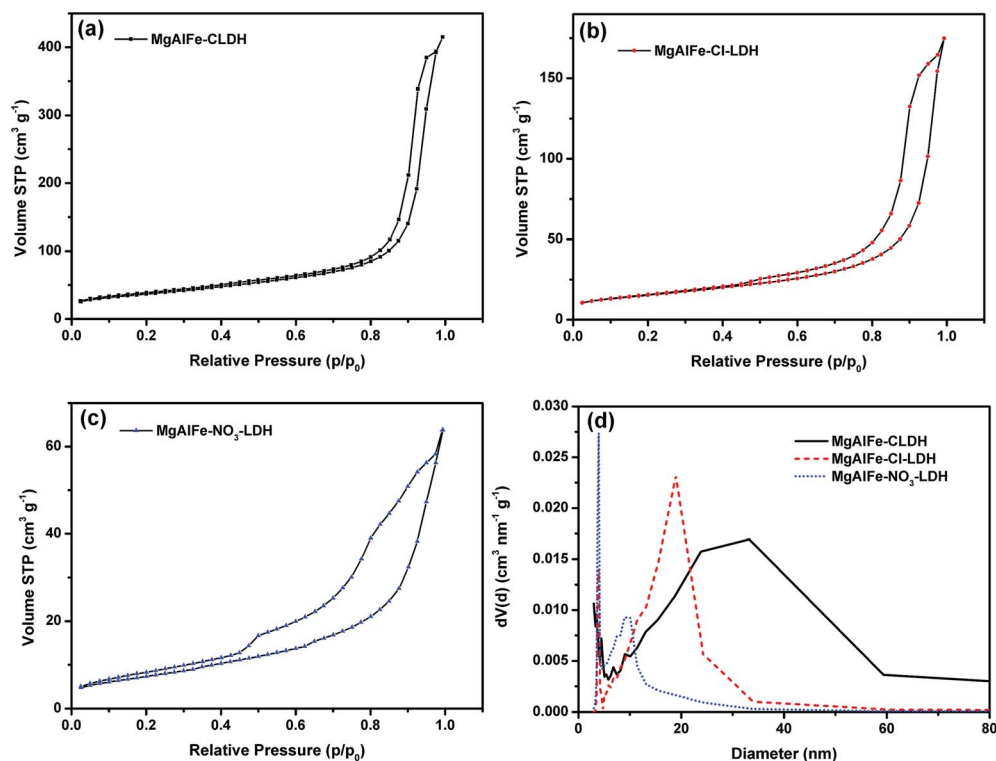 (a)
MgAlFe-CLDH
400
300
200
100
0
Volume STP (cm³ g⁻¹)
0.0 0.2 0.4 0.6 0.8 1.0
Relative Pressure (p/p₀)
(b)
MgAlFe-Cl-LDH
150
100
50
0
Volume STP (cm³ g⁻¹)
0.0 0.2 0.4 0.6 0.8 1.0
Relative Pressure (p/p₀)
(c)
MgAlFe-NO₃-LDH
60
40
20
0
Volume STP (cm³ g⁻¹)
0.0 0.2 0.4 0.6 0.8 1.0
Relative Pressure (p/p₀)
(d)
MgAlFe-CLDH
MgAlFe-Cl-LDH
MgAlFe-NO₃-LDH
0.030
0.025
0.020
0.015
0.010
0.005
0.000
dV(d) (cm³ nm⁻¹ g⁻¹)
0 20 40 60 80
Diameter (nm)